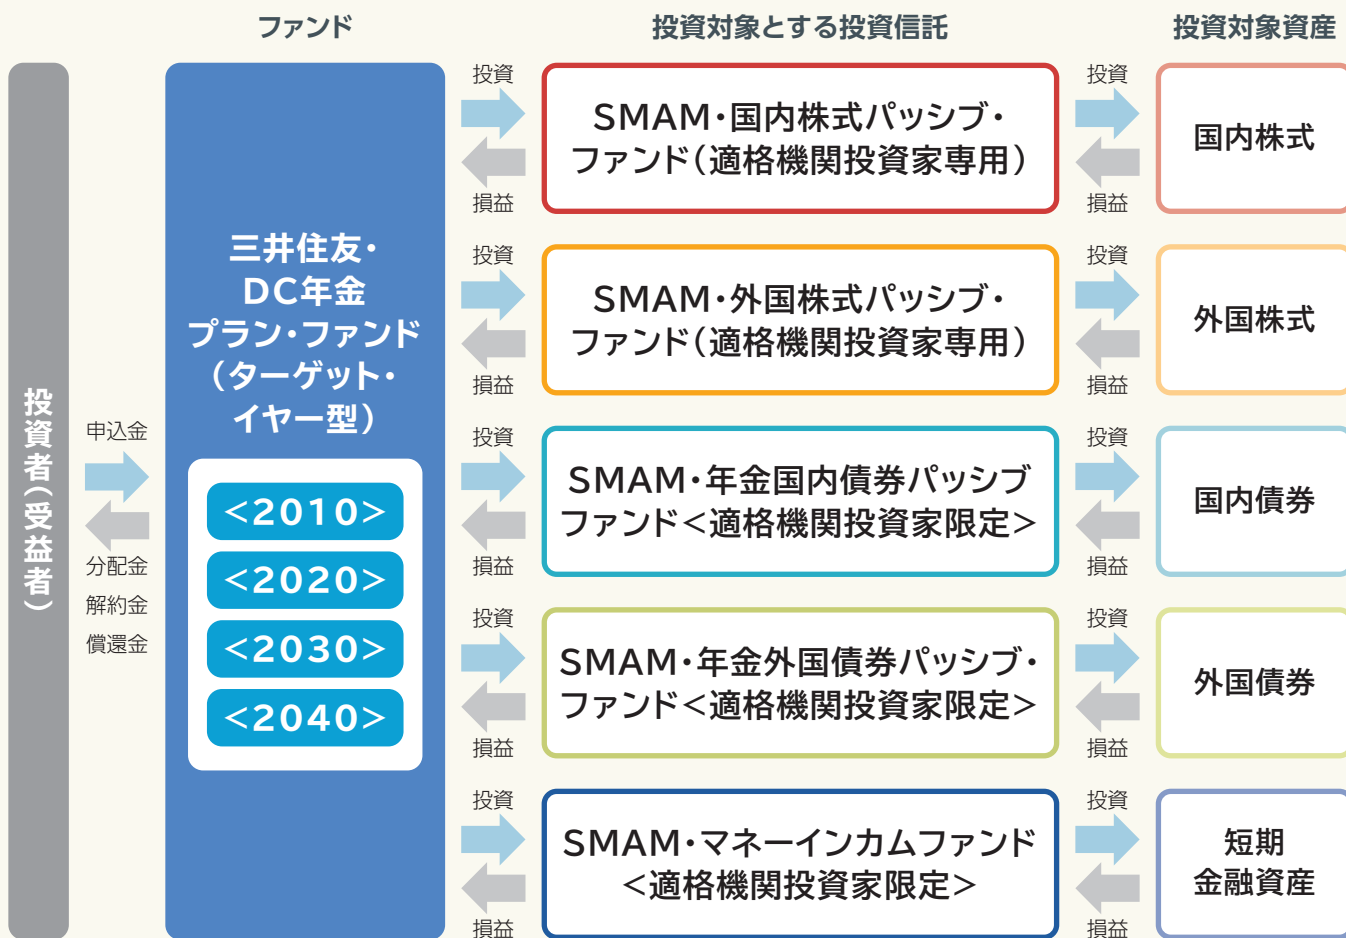 ファンド
投資対象とする投資信託
投資対象資産
投資者(受益者)
申込金
分配金
解約金
償還金
三井住友・
DC年金
プラン・ファンド
(ターゲット・
イヤー型)
<2010>
<2020>
<2030>
<2040>
投資
損益
SMAM・国内株式パッシブ・
ファンド(適格機関投資家専用)
投資
損益
国内株式
投資
損益
SMAM・外国株式パッシブ・
ファンド(適格機関投資家専用)
投資
損益
外国株式
投資
損益
SMAM・年金国内債券パッシブ
ファンド<適格機関投資家限定>
投資
損益
国内債券
投資
損益
SMAM・年金外国債券パッシブ・
ファンド<適格機関投資家限定>
投資
損益
外国債券
投資
損益
SMAM・マネーインカムファンド
<適格機関投資家限定>
投資
損益
短期
金融資産